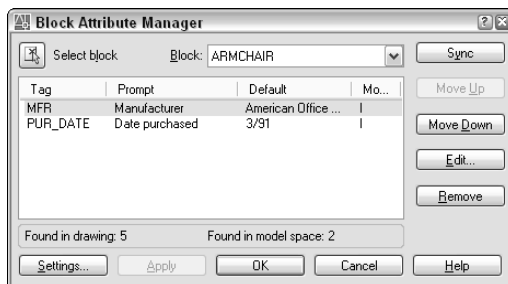 Block Attribute Manager
Select block Block: ARMCHAIR Sync
Tag Prompt Default Mo... Move Up
MFR Manufacturer American Office ... I
PUR_DATE Date purchased 3/91 I Move Down
Edit...
Remove
Found in drawing: 5 Found in model space: 2
Settings... Apply OK Cancel Help